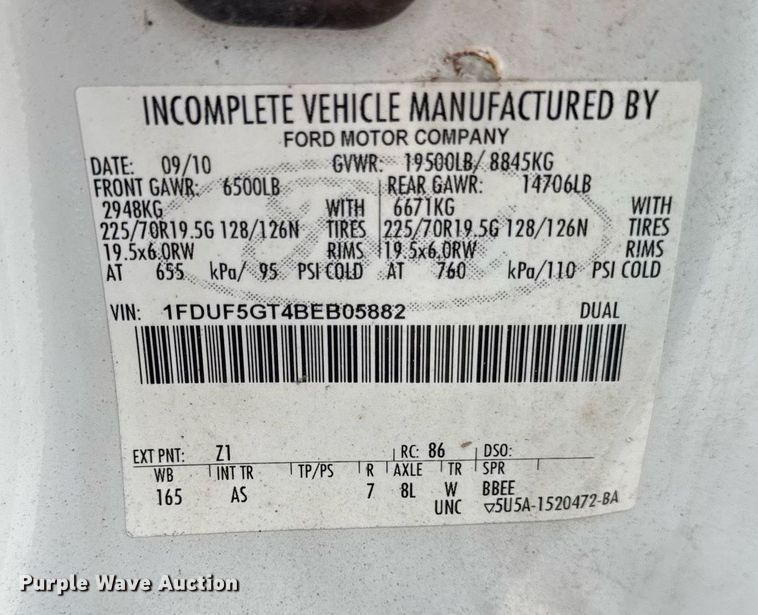 INCOMPLETE VEHICLE MANUFACTURED BY
FORD MOTOR COMPANY
DATE: 09/10 GVWR: 19500LB/ 8845KG
FRONT GAWR: 6500LB REAR GAWR: 14706LB
2948KG WITH 6671KG WITH
225/70R19.5G 128/126N TIRES 225/70R19.5G 128/126N TIRES
19.5x6.0RW RIMS 19.5x6.0RW RIMS
AT 655 kPa/ 95 PSI COLD AT 760 kPa/110 PSI COLD
VIN: 1FDUF5GT4BEB05882 DUAL
EXT PNT: Z1 RC: 86 DSO:
WB INT TR TP/PS R AXLE TR SPR
165 AS 7 8L W BBEE
UNC ▽5U5A-1520472-BA
Purple Wave Auction